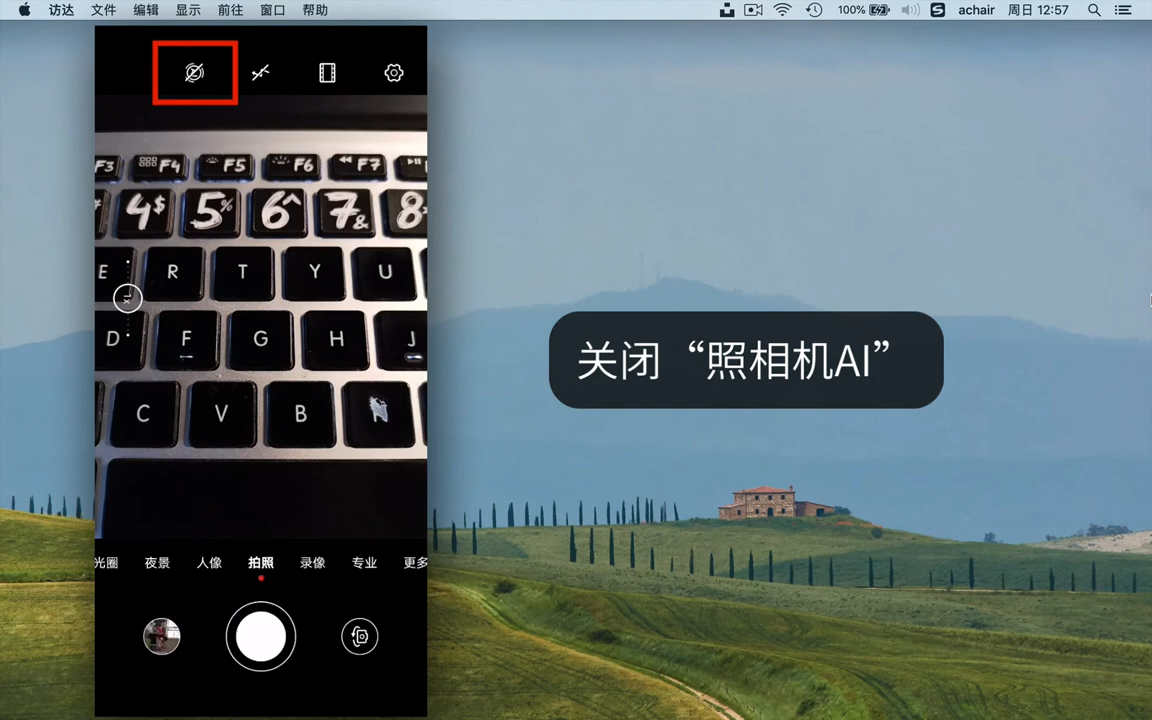 访达 文件 编辑 显示 前往 窗口 帮助 100% achair 周日 12:57
F3 F4 F5 F6 F7
4$ 5% 6^ 7& 8
E R T Y U
1x
D F G H J
C V B N
关闭“照相机AI”
光圈 夜景 人像 拍照 录像 专业 更多